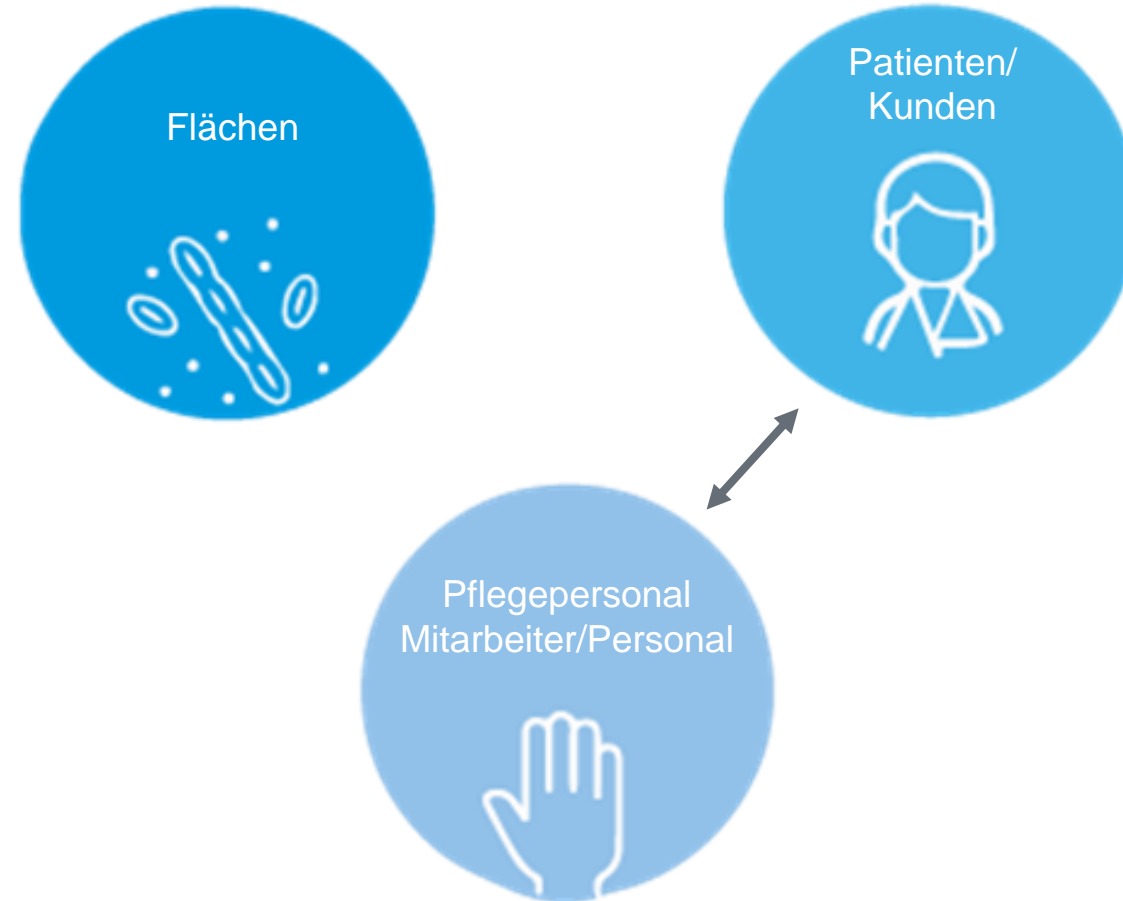 Flächen
Patienten/
Kunden
Pflegepersonal
Mitarbeiter/Personal